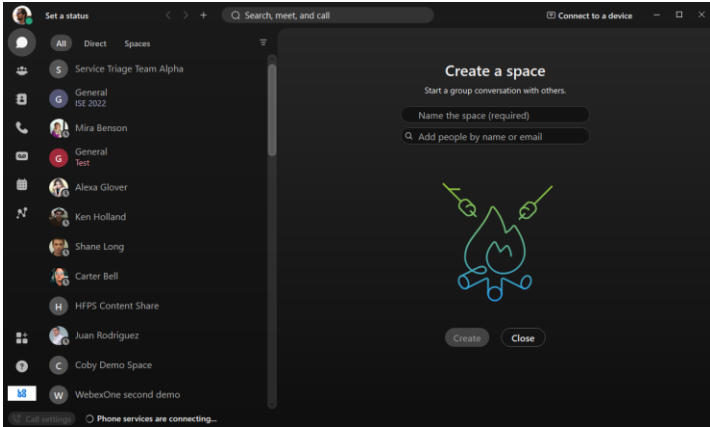 Set a status
Search, meet, and call
Connect to a device
All Direct Spaces
S Service Triage Team Alpha
G General
ISE 2022
Mira Benson
G General
Test
Alexa Glover
Ken Holland
Shane Long
Carter Bell
H HFPS Content Share
Juan Rodriguez
C Coby Demo Space
W WebexOne second demo
Call settings
Phone services are connecting...
Create a space
Start a group conversation with others.
Name the space (required)
Add people by name or email
Create Close